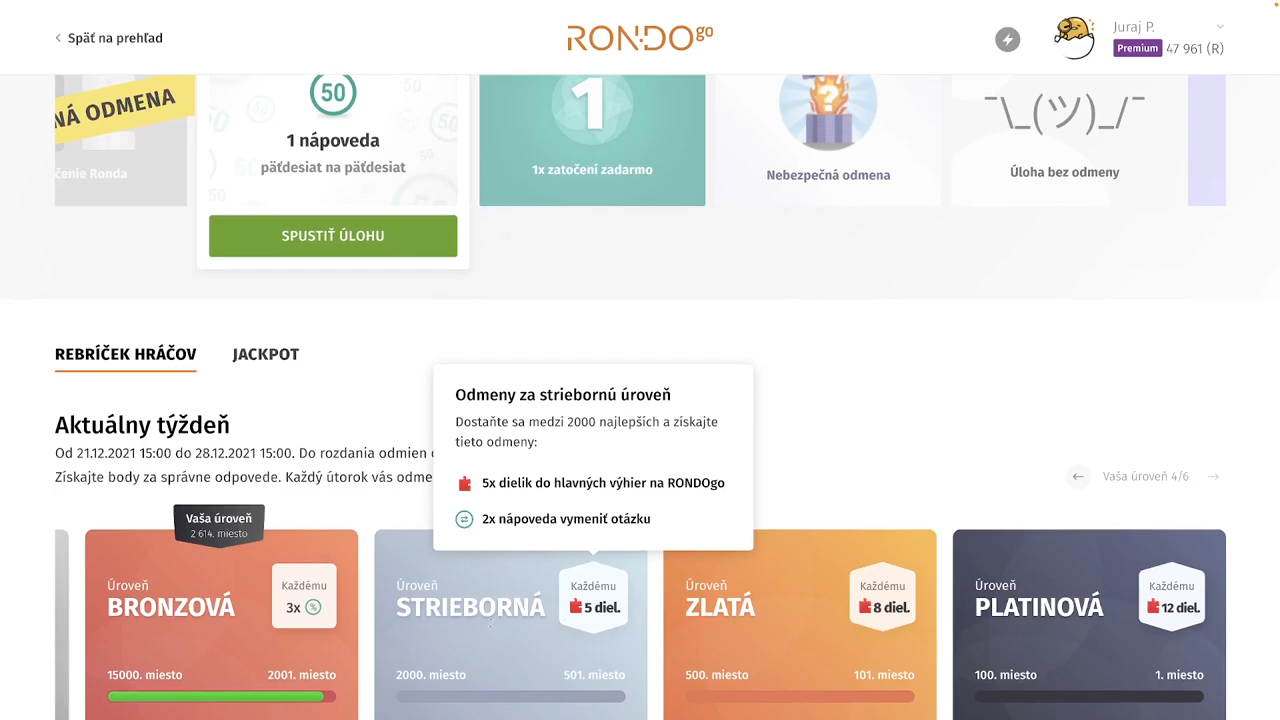 Späť na prehľad
RONDO go
Juraj P.
Premium 47 961 (R)
NÁ ODMENA
čenie Ronda
50
1 nápoveda
päťdesiat na päťdesiat
SPUSTIŤ ÚLOHU
1
1x zatočení zadarmo
?
Nebezpečná odmena
¯\_(ツ)_/¯
Úloha bez odmeny
REBRÍČEK HRÁČOV
JACKPOT
Aktuálny týždeň
Od 21.12.2021 15:00 do 28.12.2021 15:00. Do rozdania odmien
Získajte body za správne odpovede. Každý útorok vás odme
Odmeny za striebornú úroveň
Dostaňte sa medzi 2000 najlepších a získajte
tieto odmeny:
5x dielik do hlavných výhier na RONDOgo
2x nápoveda vymeniť otázku
← Vaša úroveň 4/6 →
Vaša úroveň
2 614. miesto
Úroveň
BRONZOVÁ
Každému
3x %
15000. miesto
2001. miesto
Úroveň
STRIEBORNÁ
Každému
5 diel.
2000. miesto
501. miesto
Úroveň
ZLATÁ
Každému
8 diel.
500. miesto
101. miesto
Úroveň
PLATINOVÁ
Každému
12 diel.
100. miesto
1. miesto